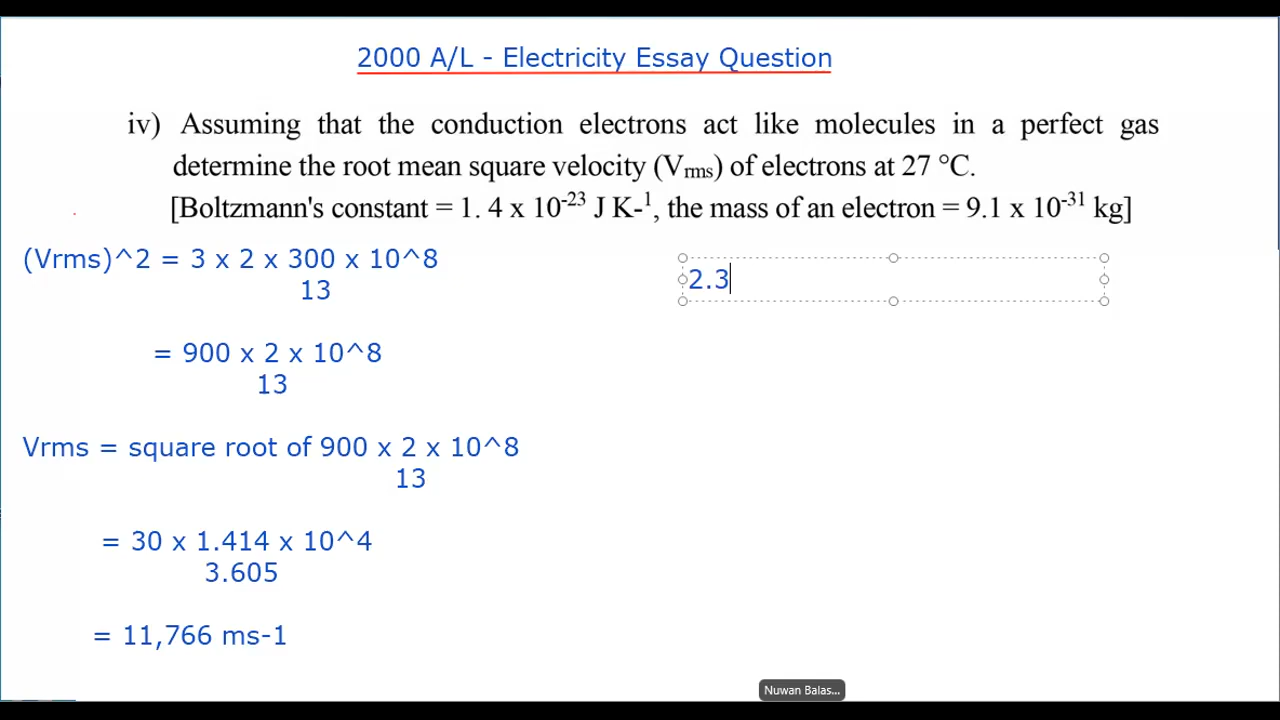 2000 A/L - Electricity Essay Question
iv) Assuming that the conduction electrons act like molecules in a perfect gas
determine the root mean square velocity (Vrms) of electrons at 27 °C.
[Boltzmann's constant = 1. 4 x 10⁻²³ J K-¹, the mass of an electron = 9.1 x 10⁻³¹ kg]
(Vrms)^2 = 3 x 2 x 300 x 10^8
13
= 900 x 2 x 10^8
13
Vrms = square root of 900 x 2 x 10^8
13
= 30 x 1.414 x 10^4
3.605
= 11,766 ms-1
2.3
Nuwan Balas...